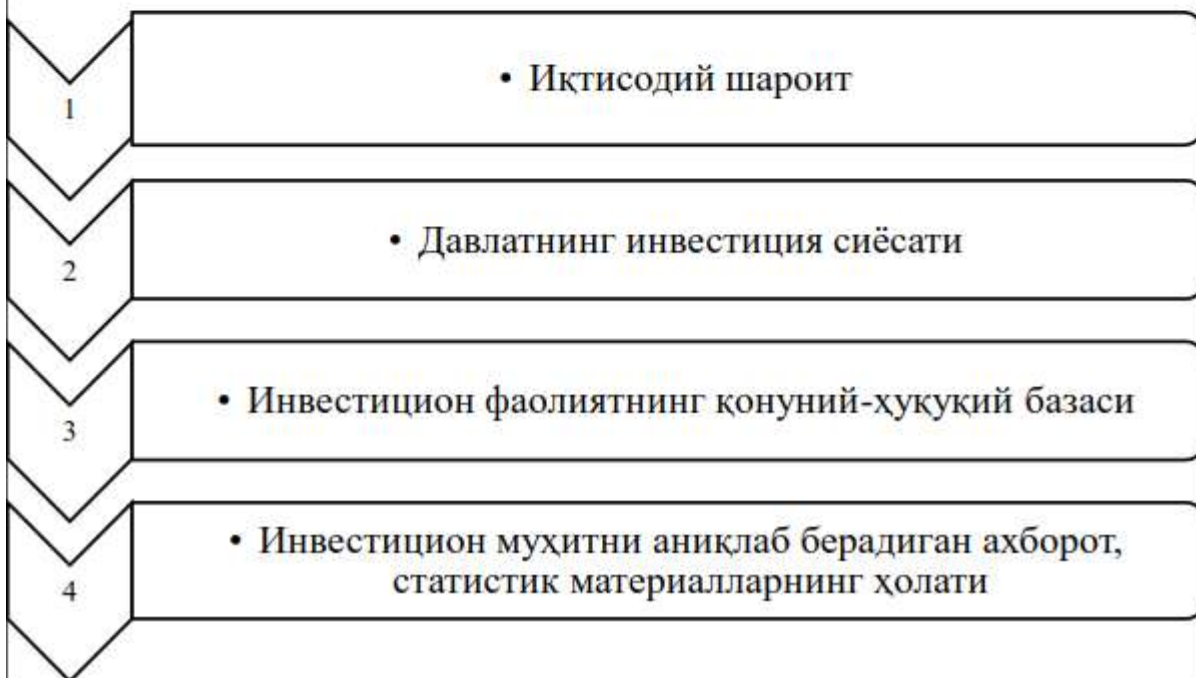 1
• Иқтисодий шароит
2
• Давлатнинг инвестиция сиёсати
3
• Инвестицион фаолиятнинг қонуний-ҳуқуқий базаси
4
• Инвестицион муҳитни аниқлаб берадиган ахборот,
статистик материалларнинг ҳолати